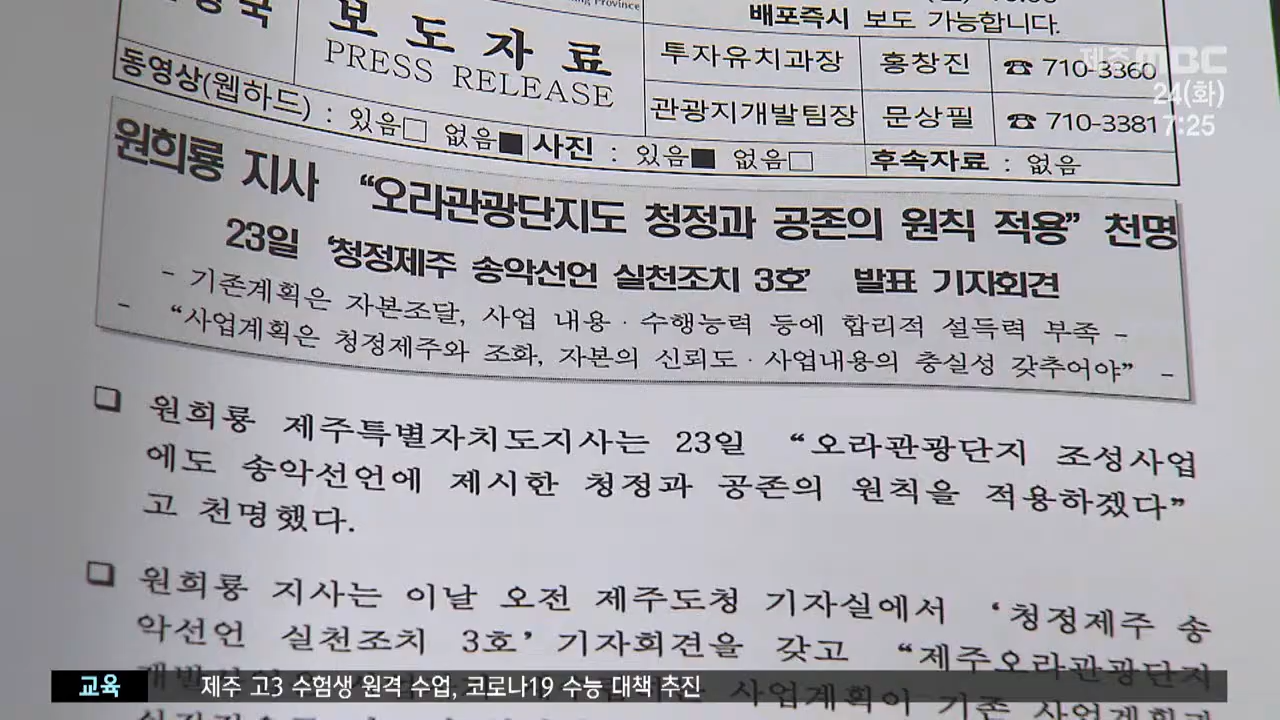 배포즉시 보도 가능합니다.
보도자료
PRESS RELEASE
투자유치과장 홍창진 ☎ 710-3360
관광지개발팀장 문상필 ☎ 710-3381
제주MBC
24(화)
7:25
동영상(웹하드) : 있음□ 없음■ 사진 : 있음■ 없음□ 후속자료 : 없음
원희룡 지사 “오라관광단지도 청정과 공존의 원칙 적용” 천명
23일 ‘청정제주 송악선언 실천조치 3호’ 발표 기자회견
- 기존계획은 자본조달, 사업 내용·수행능력 등에 합리적 설득력 부족 -
- “사업계획은 청정제주와 조화, 자본의 신뢰도·사업내용의 충실성 갖추어야” -
❏ 원희룡 제주특별자치도지사는 23일 “오라관광단지 조성사업
에도 송악선언에 제시한 청정과 공존의 원칙을 적용하겠다”
고 천명했다.
❏ 원희룡 지사는 이날 오전 제주도청 기자실에서 ‘청정제주 송
악선언 실천조치 3호’ 기자회견을 갖고 “제주오라관광단지
사업계획이 기존 사업계획과
교육 제주 고3 수험생 원격 수업, 코로나19 수능 대책 추진